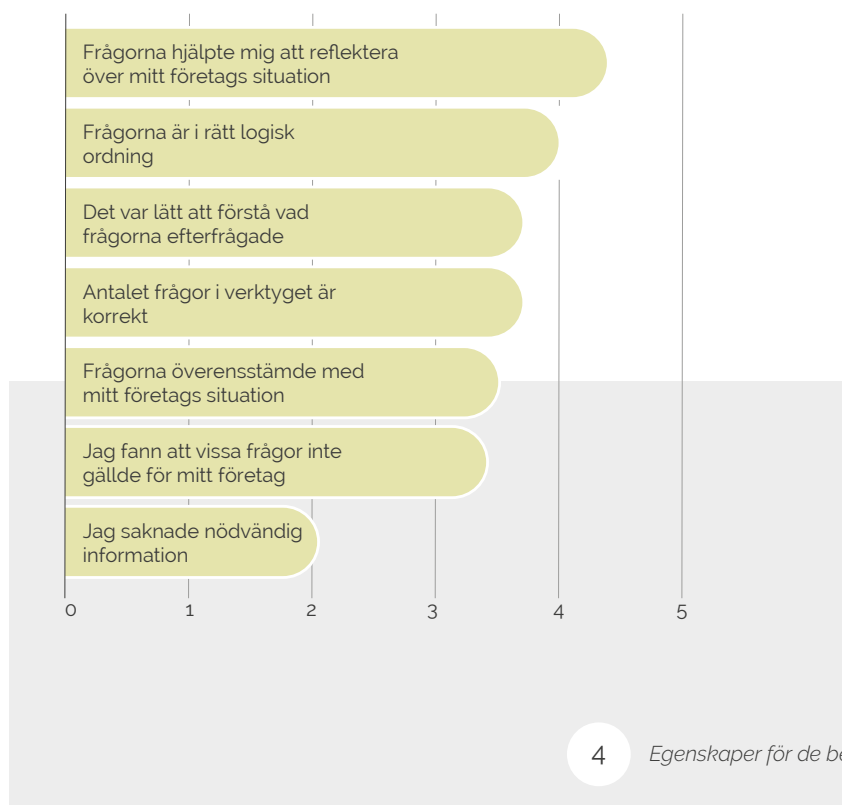 Frågorna hjälpte mig att reflektera
över mitt företags situation
Frågorna är i rätt logisk
ordning
Det var lätt att förstå vad
frågorna efterfrågade
Antalet frågor i verktyget är
korrekt
Frågorna överensstämde med
mitt företags situation
Jag fann att vissa frågor inte
gällde för mitt företag
Jag saknade nödvändig
information
0 1 2 3 4 5
4 Egenskaper för de